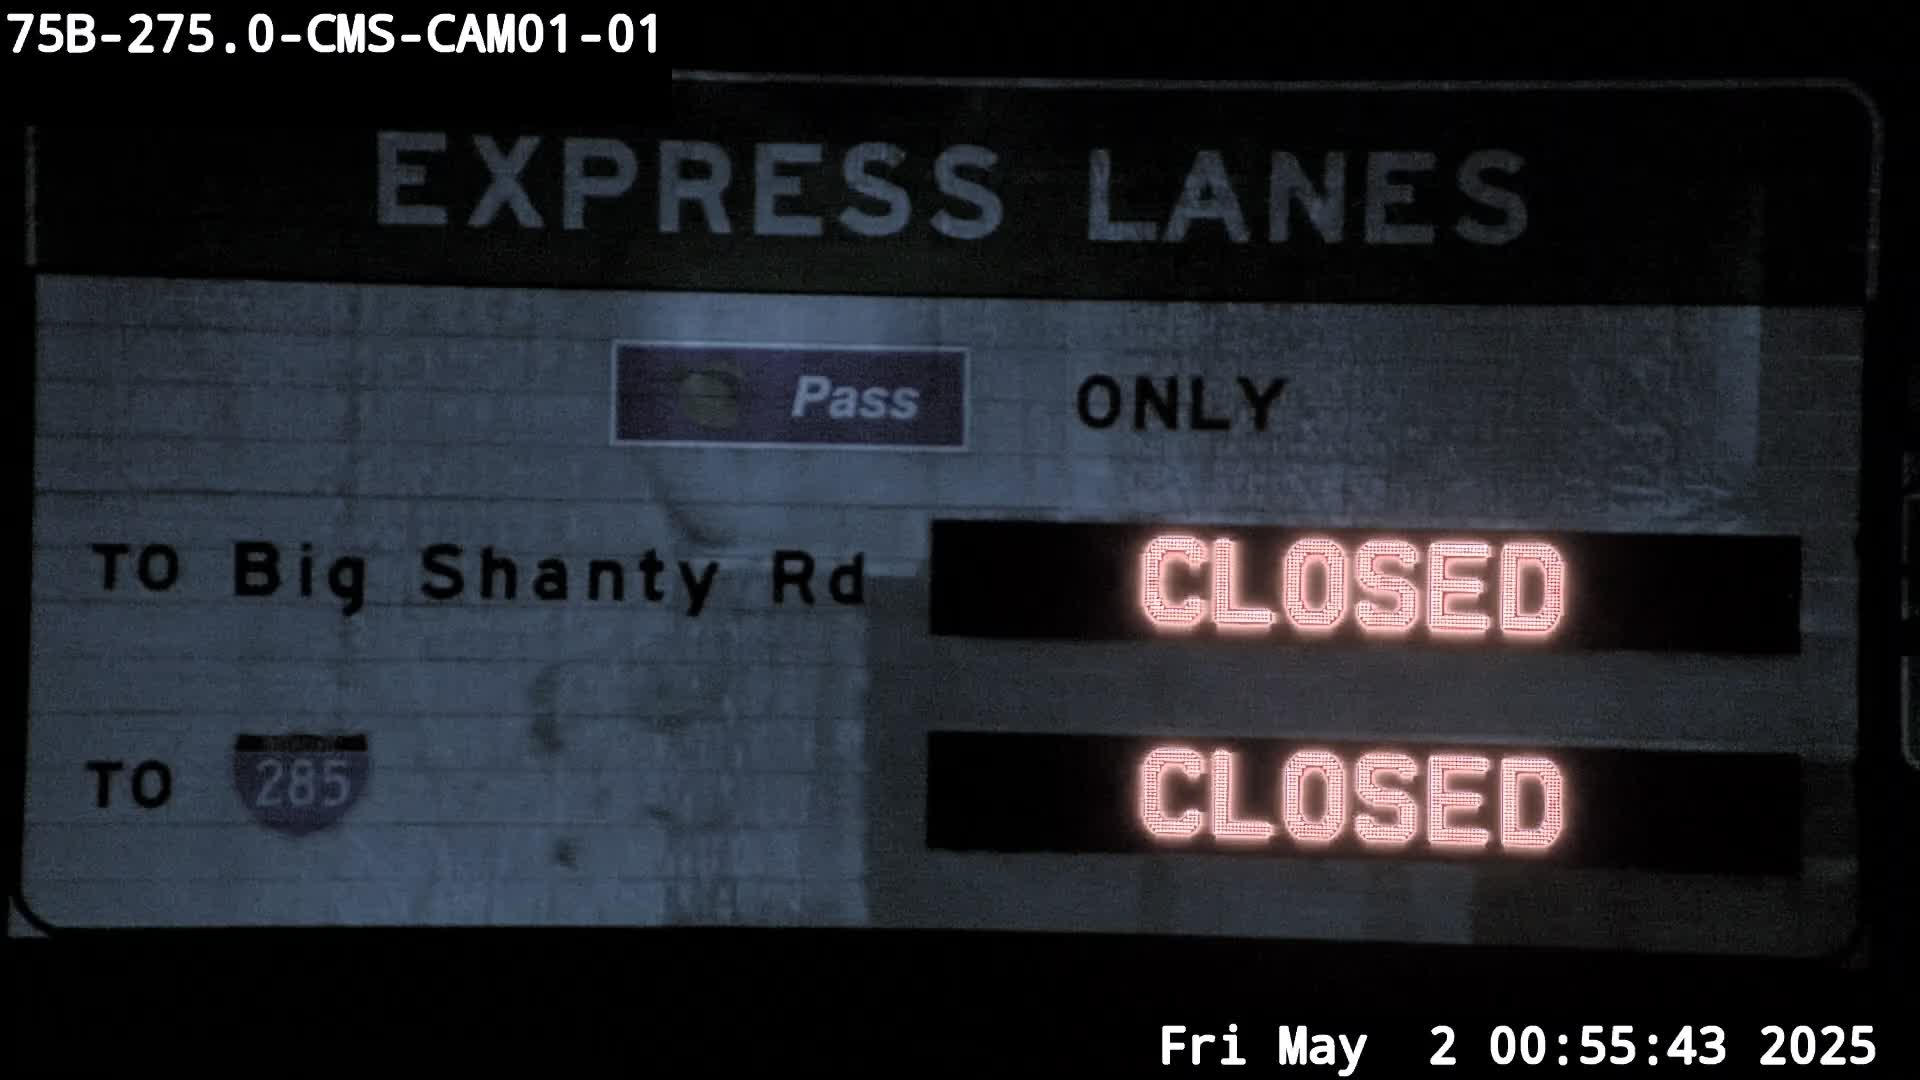 75B-275.0-CMS-CAM01-01
EXPRESS LANES
Pass ONLY
TO Big Shanty Rd CLOSED
TO 285 CLOSED
Fri May 2 00:55:43 2025